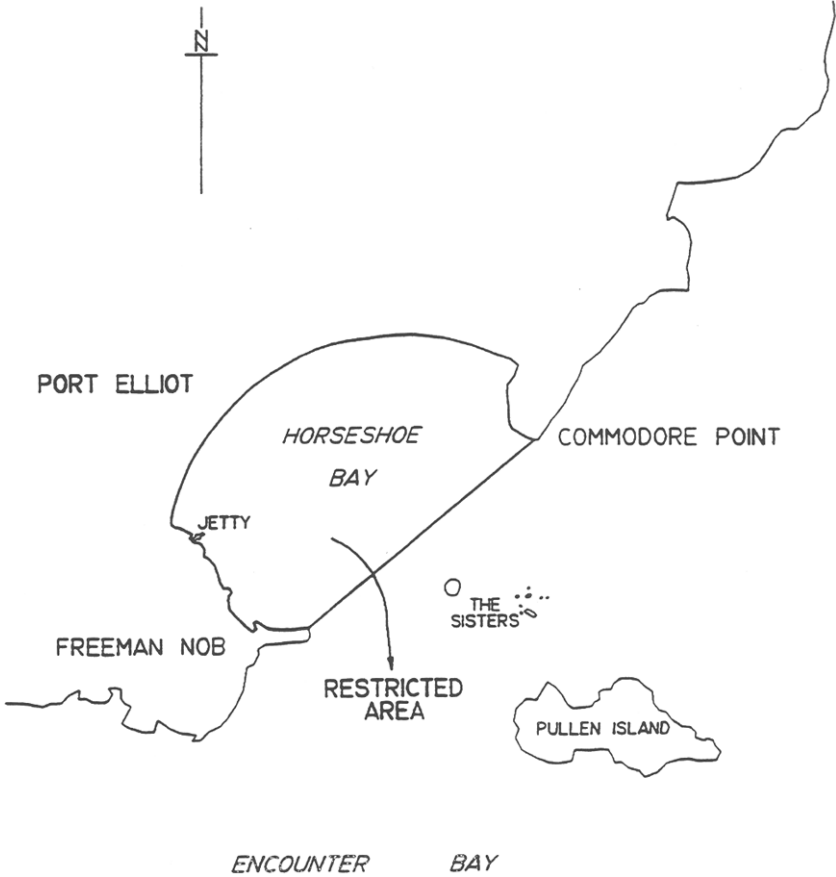 N
PORT ELLIOT
HORSESHOE
BAY
COMMODORE POINT
JETTY
THE
SISTERS
FREEMAN NOB
RESTRICTED
AREA
PULLEN ISLAND
ENCOUNTER BAY